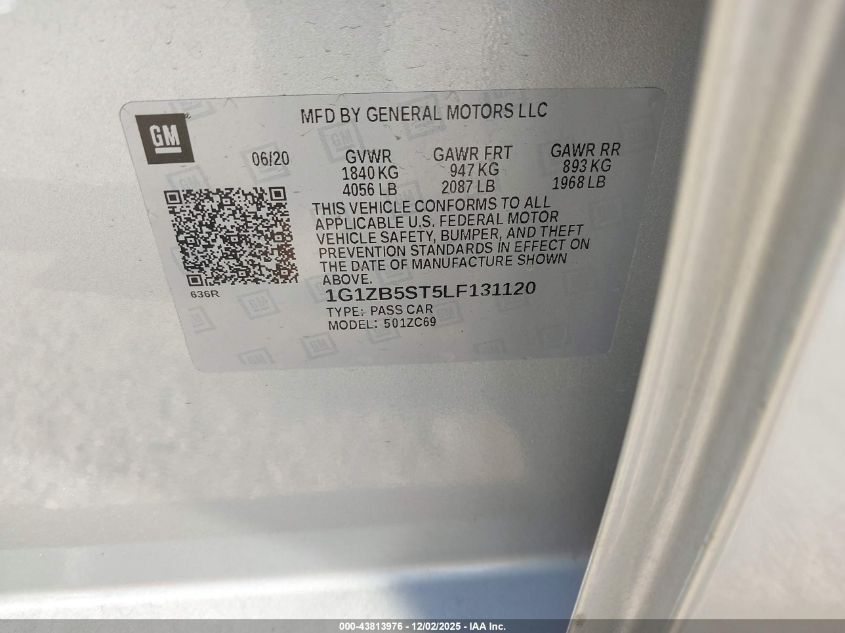 MFD BY GENERAL MOTORS LLC
GM
06/20
GVWR GAWR FRT GAWR RR
1840 KG 947 KG 893 KG
4056 LB 2087 LB 1968 LB
THIS VEHICLE CONFORMS TO ALL
APPLICABLE U.S. FEDERAL MOTOR
VEHICLE SAFETY, BUMPER, AND THEFT
PREVENTION STANDARDS IN EFFECT ON
THE DATE OF MANUFACTURE SHOWN
ABOVE.
636R
1G1ZB5ST5LF131120
TYPE: PASS CAR
MODEL: 501ZC69
000-43813976 - 12/02/2025 - IAA Inc.